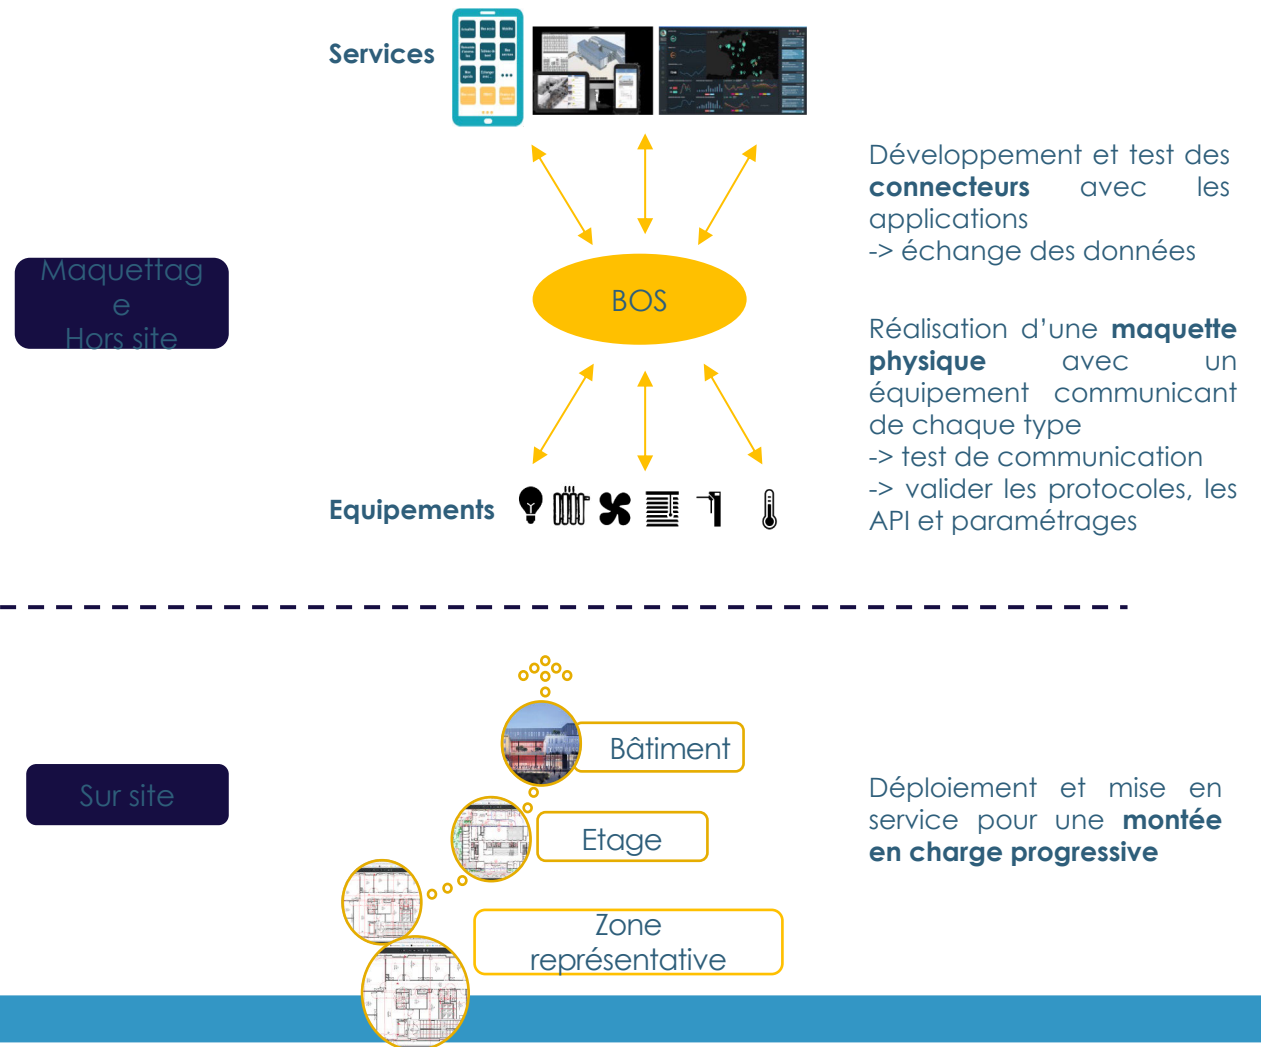 Services
Développement et test des
connecteurs avec les
applications
-> échange des données
Maquettag
e
Hors site
BOS
Réalisation d’une maquette
physique avec un
équipement communicant
de chaque type
-> test de communication
-> valider les protocoles, les
API et paramétrages
Equipements
Bâtiment
Sur site
Etage
Déploiement et mise en
service pour une montée
en charge progressive
Zone
représentative